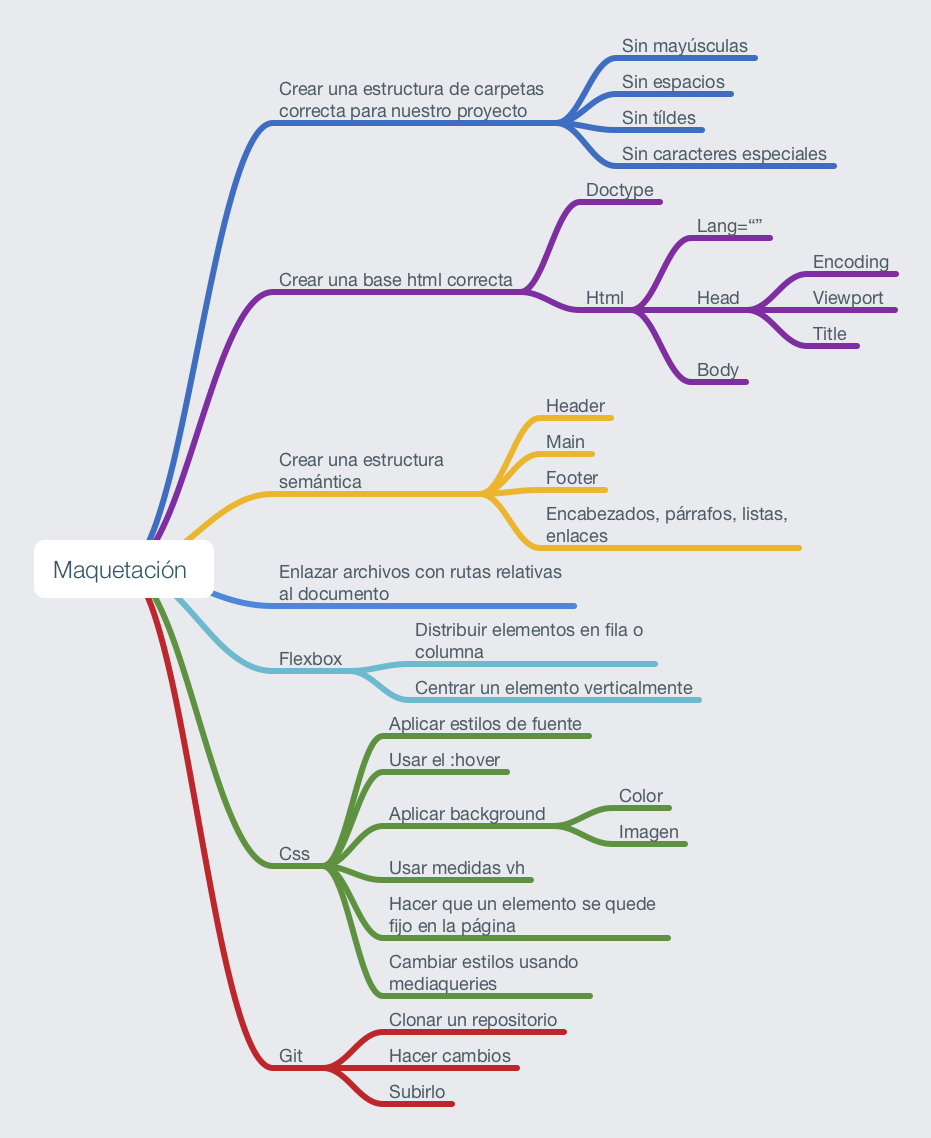 Sin mayúsculas
Crear una estructura de carpetas
correcta para nuestro proyecto
Sin espacios
Sin tíldes
Sin caracteres especiales
Doctype
Lang=“”
Crear una base html correcta
Html
Head
Encoding
Viewport
Title
Body
Header
Crear una estructura
semántica
Main
Footer
Encabezados, párrafos, listas,
enlaces
Maquetación
Enlazar archivos con rutas relativas
al documento
Flexbox
Distribuir elementos en fila o
columna
Centrar un elemento verticalmente
Css
Aplicar estilos de fuente
Usar el :hover
Aplicar background
Color
Imagen
Usar medidas vh
Hacer que un elemento se quede
fijo en la página
Cambiar estilos usando
mediaqueries
Git
Clonar un repositorio
Hacer cambios
Subirlo